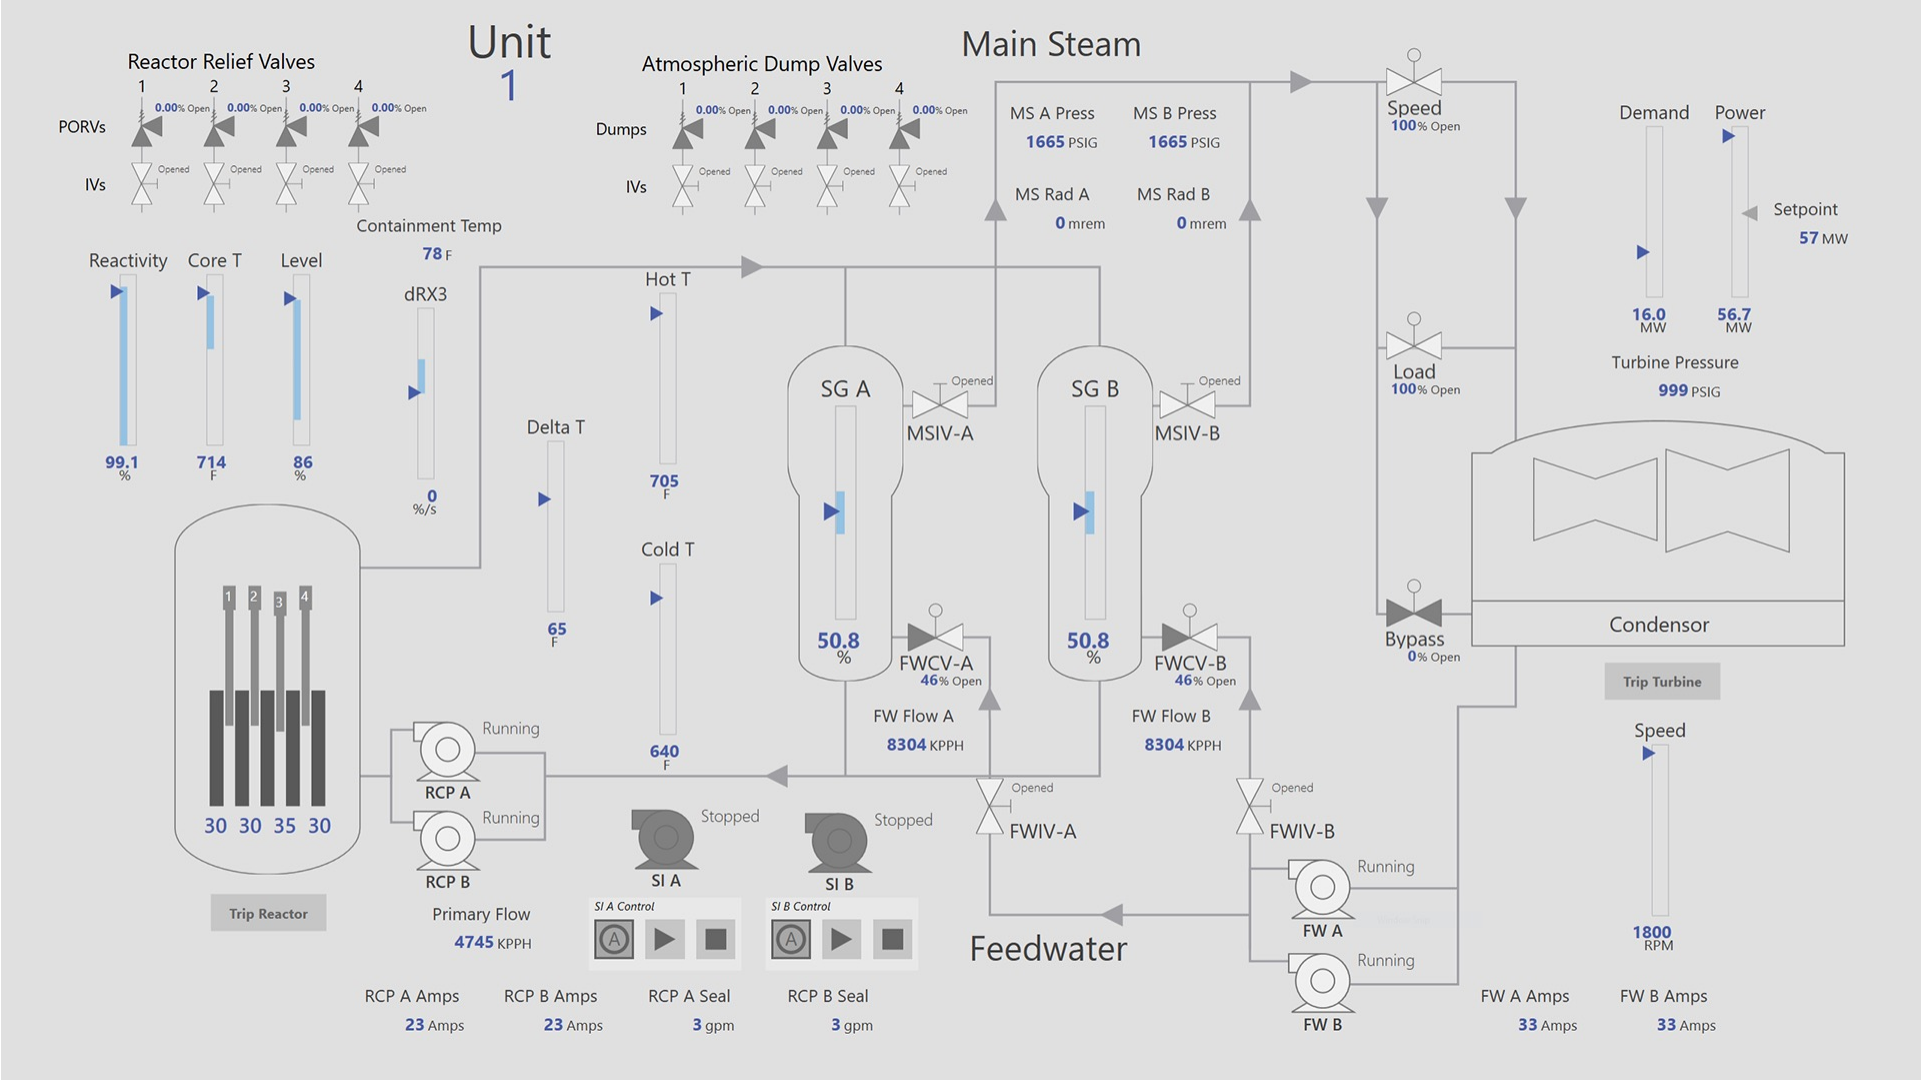 Unit
1
Main Steam
Reactor Relief Valves
1 2 3 4
0.00% Open 0.00% Open 0.00% Open 0.00% Open
PORVs
Opened Opened Opened Opened
IVs
Atmospheric Dump Valves
1 2 3 4
0.00% Open 0.00% Open 0.00% Open 0.00% Open
Dumps
Opened Opened Opened Opened
IVs
MS A Press
1665 PSIG
MS B Press
1665 PSIG
MS Rad A
0 mrem
MS Rad B
0 mrem
Speed
100% Open
Demand
16.0
MW
Power
56.7
MW
Setpoint
57 MW
Containment Temp
78 F
Reactivity
99.1
%
Core T
714
F
Level
86
%
dRX3
0
%/s
Hot T
705
F
Delta T
65
F
Cold T
640
F
SG A
50.8
%
Opened
MSIV-A
SG B
50.8
%
Opened
MSIV-B
Load
100% Open
Turbine Pressure
999 PSIG
Bypass
0% Open
Condensor
Trip Turbine
FWCV-A
46% Open
FWCV-B
46% Open
FW Flow A
8304 KPPH
FW Flow B
8304 KPPH
Speed
1800
RPM
1 2 3 4
30 30 35 30
Trip Reactor
Running
RCP A
Running
RCP B
Primary Flow
4745 KPPH
Stopped
SI A
Stopped
SI B
SI A Control
A
SI B Control
A
Opened
FWIV-A
Opened
FWIV-B
Feedwater
Running
FW A
Running
FW B
RCP A Amps
23 Amps
RCP B Amps
23 Amps
RCP A Seal
3 gpm
RCP B Seal
3 gpm
FW A Amps
33 Amps
FW B Amps
33 Amps